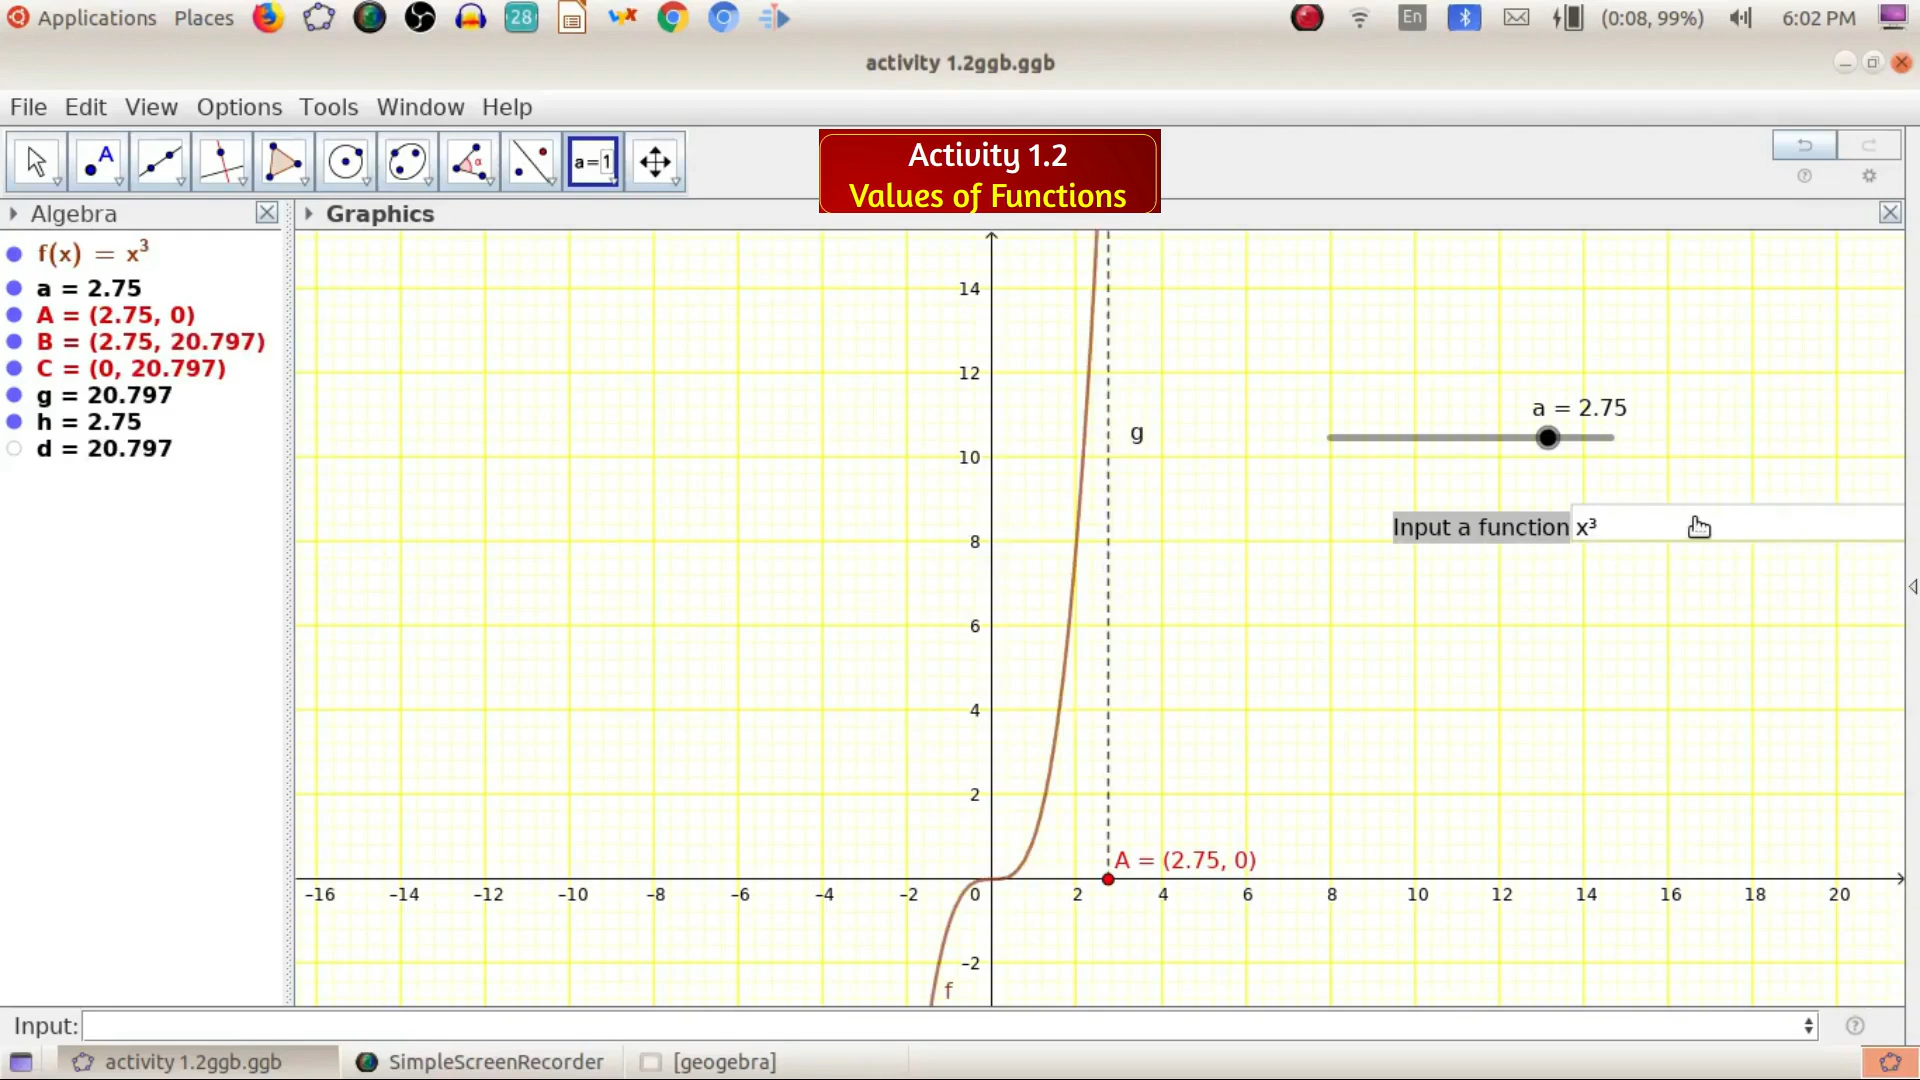 Applications Places 28 En (0:08, 99%) 6:02 PM
activity 1.2ggb.ggb
File Edit View Options Tools Window Help
A α a=1
Activity 1.2
Values of Functions
Algebra
Graphics
f(x) = x³
a = 2.75
A = (2.75, 0)
B = (2.75, 20.797)
C = (0, 20.797)
g = 20.797
h = 2.75
d = 20.797
14
12
10
8
6
4
2
-2
g
a = 2.75
Input a function x³
A = (2.75, 0)
-16 -14 -12 -10 -8 -6 -4 -2 0 2 4 6 8 10 12 14 16 18 20
f
Input:
activity 1.2ggb.ggb SimpleScreenRecorder [geogebra]